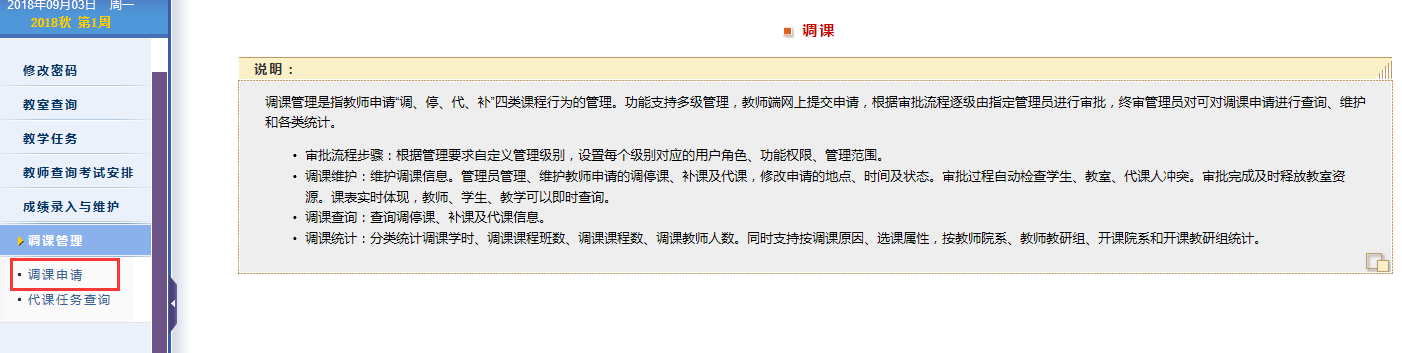 2018年09月03日 周一
2018秋 第1周
修改密码
教室查询
教学任务
教师查询考试安排
成绩录入与维护
调课管理
调课申请
代课任务查询
调课
说明：
调课管理是指教师申请“调、停、代、补”四类课程行为的管理。功能支持多级管理，教师端网上提交申请，根据审批流程逐级由指定管理员进行审批，终审管理员对可对调课申请进行查询、维护
和各类统计。
• 审批流程步骤：根据管理要求自定义管理级别，设置每个级别对应的用户角色、功能权限、管理范围。
• 调课维护：维护调课信息。管理员管理、维护教师申请的调停课、补课及代课，修改申请的地点、时间及状态。审批过程自动检查学生、教室、代课人冲突。审批完成及时释放教室资
源。课表实时体现，教师、学生、教学可以即时查询。
• 调课查询：查询调停课、补课及代课信息。
• 调课统计：分类统计调课学时、调课课程班数、调课课程数、调课教师人数。同时支持按调课原因、选课属性，按教师院系、教师教研组、开课院系和开课教研组统计。